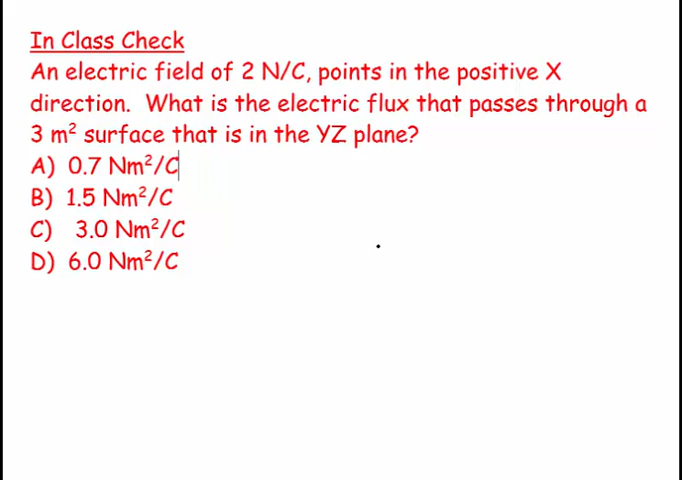 In Class Check
An electric field of 2 N/C, points in the positive X
direction. What is the electric flux that passes through a
3 m² surface that is in the YZ plane?
A) 0.7 Nm²/C
B) 1.5 Nm²/C
C) 3.0 Nm²/C
D) 6.0 Nm²/C